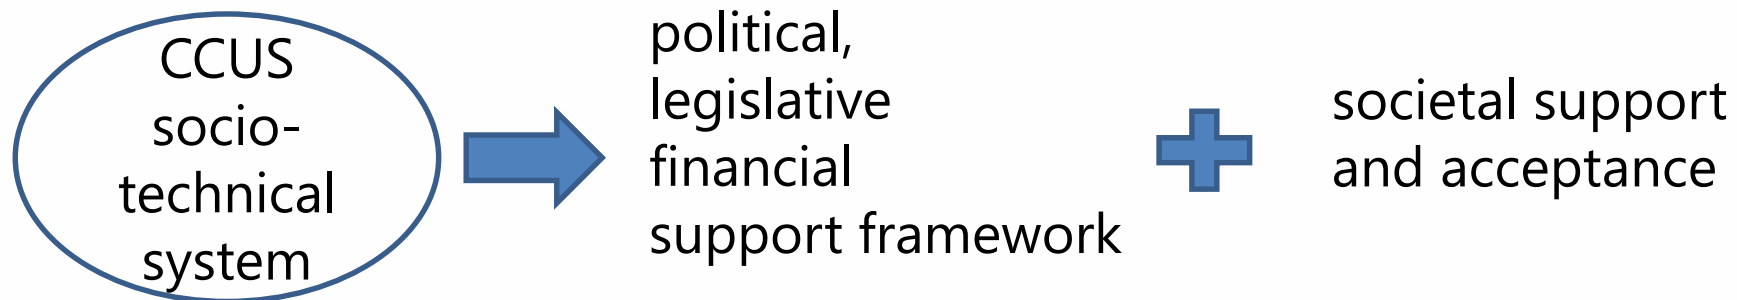 CCUS
socio-
technical
system
political,
legislative
financial
support framework
societal support
and acceptance